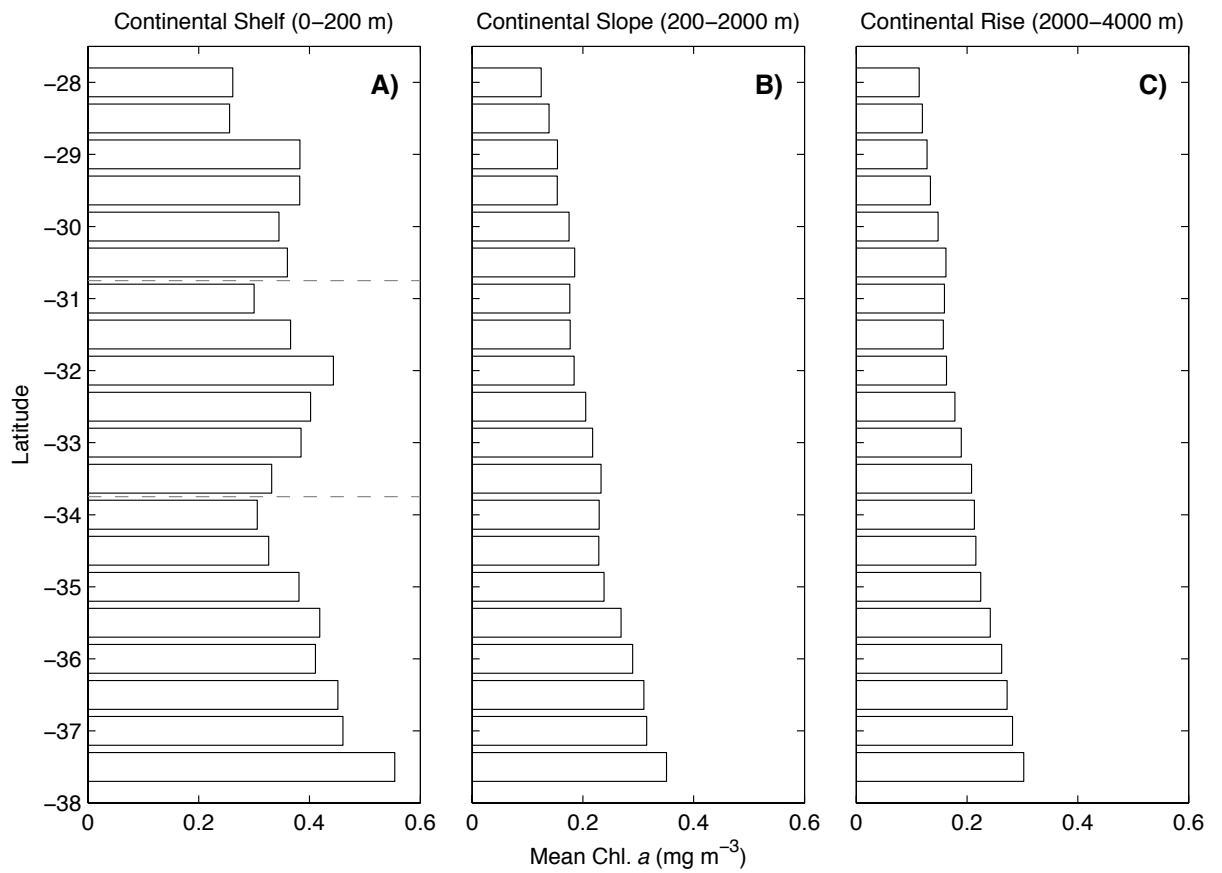 Continental Shelf (0−200 m) Continental Slope (200−2000 m) Continental Rise (2000−4000 m)
A) B) C)
−28
−29
−30
−31
−32
−33
−34
−35
−36
−37
−38
Latitude
0 0.2 0.4 0.6 0 0.2 0.4 0.6 0 0.2 0.4 0.6
Mean Chl. a (mg m⁻³)